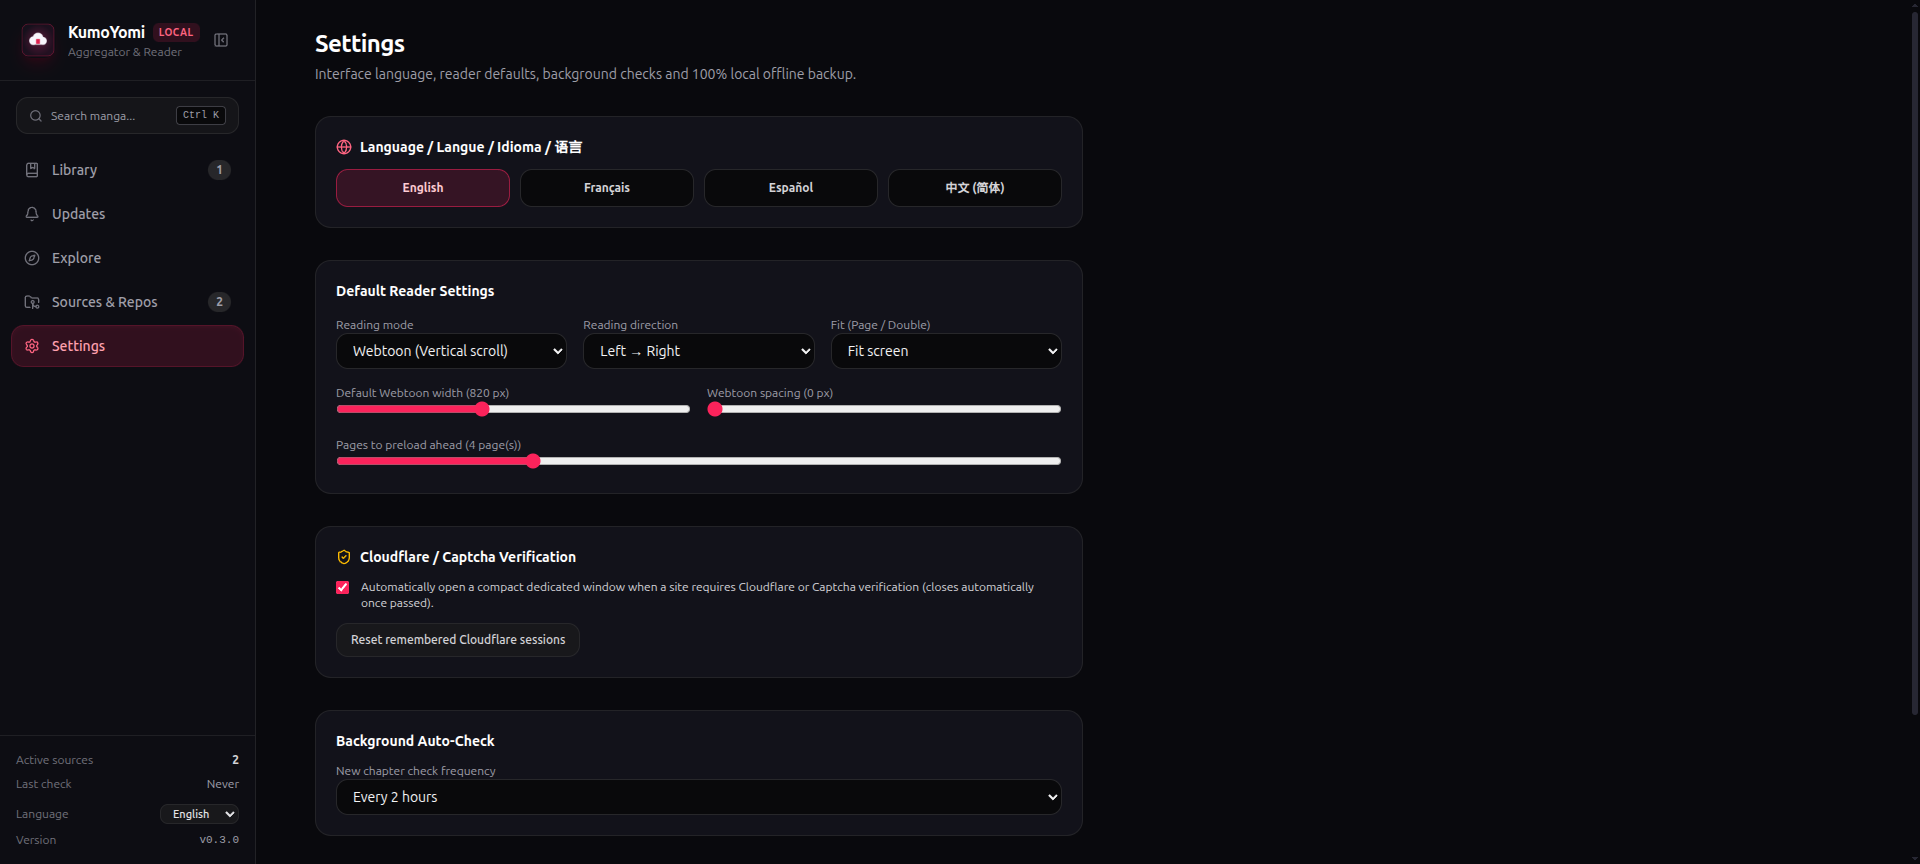 KumoYomi LOCAL
Aggregator & Reader
Search manga... Ctrl K
Library 1
Updates
Explore
Sources & Repos 2
Settings
Active sources 2
Last check Never
Language English
Version v0.3.0
Settings
Interface language, reader defaults, background checks and 100% local offline backup.
Language / Langue / Idioma / 语言
English Français Español 中文 (简体)
Default Reader Settings
Reading mode Reading direction Fit (Page / Double)
Webtoon (Vertical scroll) Left → Right Fit screen
Default Webtoon width (820 px) Webtoon spacing (0 px)
Pages to preload ahead (4 page(s))
Cloudflare / Captcha Verification
Automatically open a compact dedicated window when a site requires Cloudflare or Captcha verification (closes automatically
once passed).
Reset remembered Cloudflare sessions
Background Auto-Check
New chapter check frequency
Every 2 hours